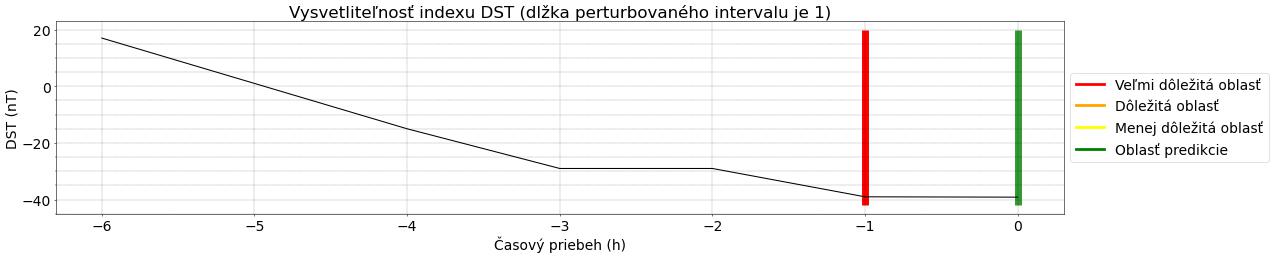 Vysvetliteľnosť indexu DST (dĺžka perturbovaného intervalu je 1)
DST (nT)
20
0
−20
−40
−6 −5 −4 −3 −2 −1 0
Časový priebeh (h)
Veľmi dôležitá oblasť
Dôležitá oblasť
Menej dôležitá oblasť
Oblasť predikcie